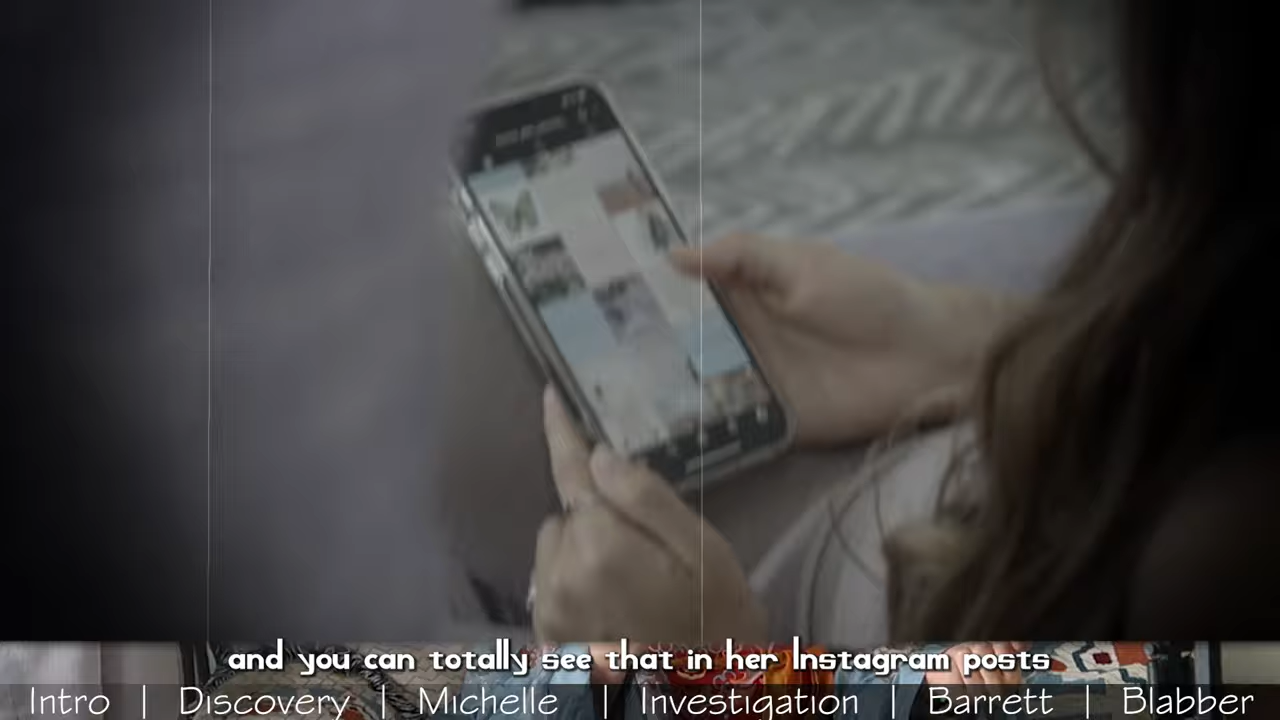 and you can totally see that in her Instagram posts
Intro | Discovery | Michelle | Investigation | Barrett | Blabber